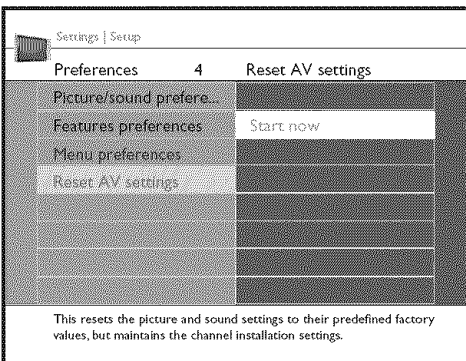 Settings | Setup
Preferences 4 Reset AV settings
Picture/sound prefere...
Features preferences Start now
Menu preferences
Reset AV settings
This resets the picture and sound settings to their predefined factory
values, but maintains the channel installation settings.